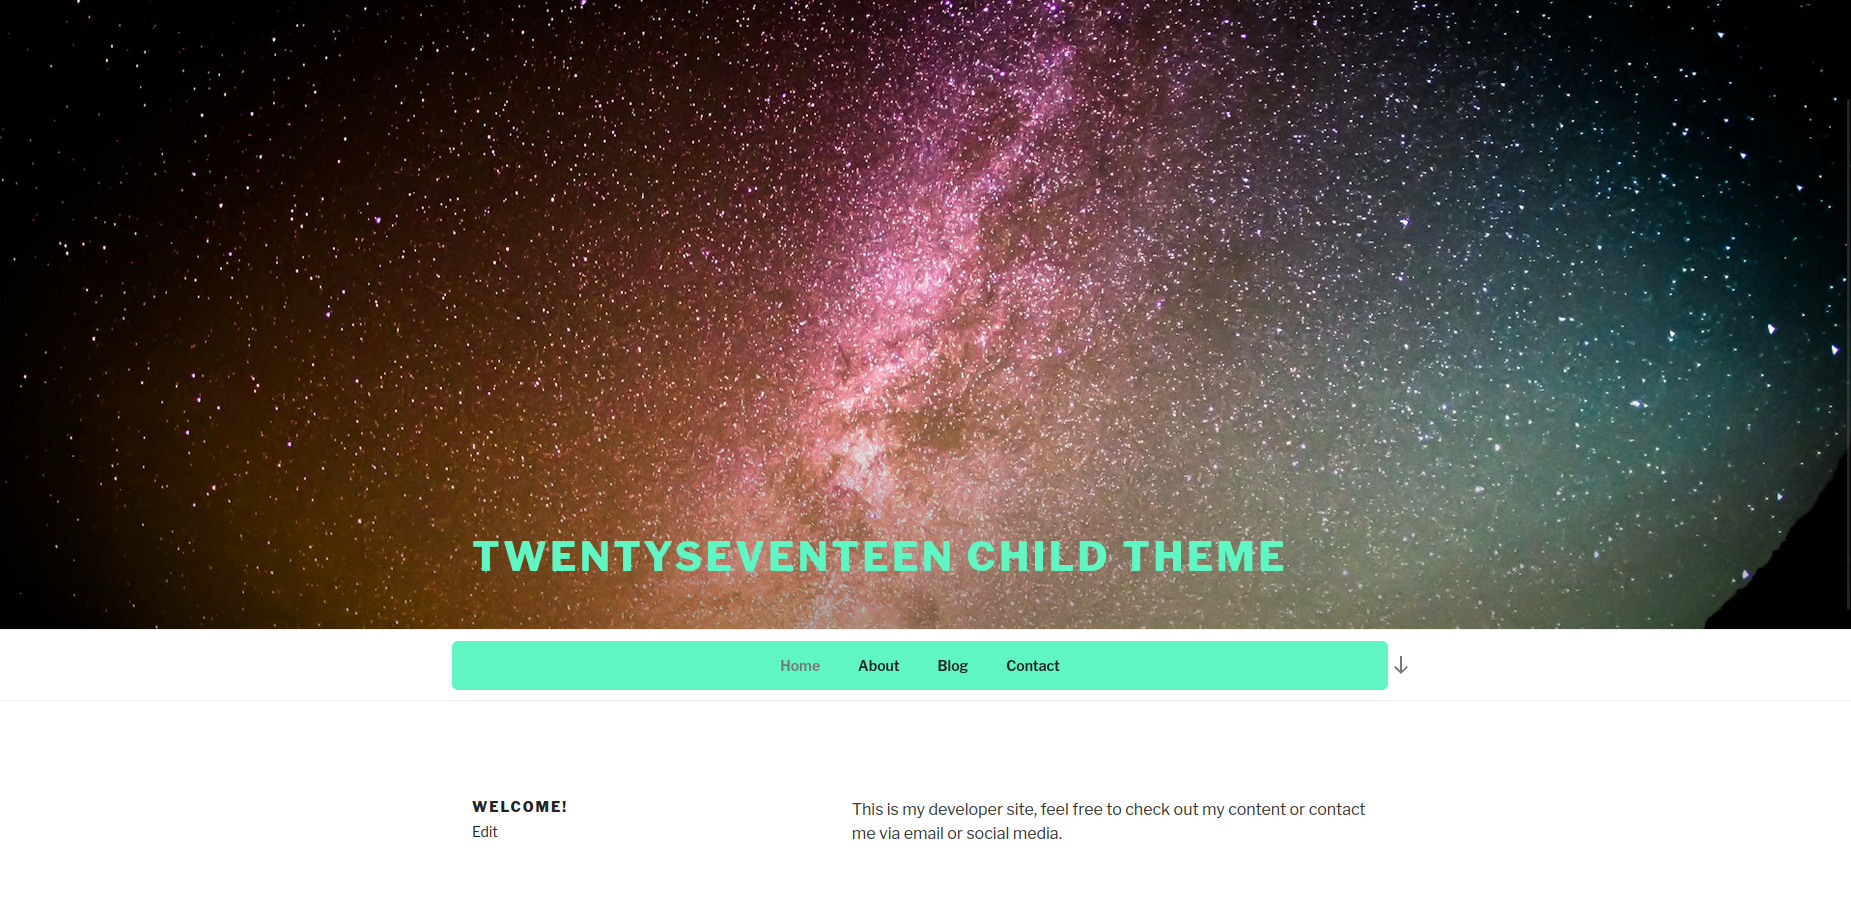 TWENTYSEVENTEEN CHILD THEME
Home About Blog Contact
WELCOME!
Edit
This is my developer site, feel free to check out my content or contact
me via email or social media.